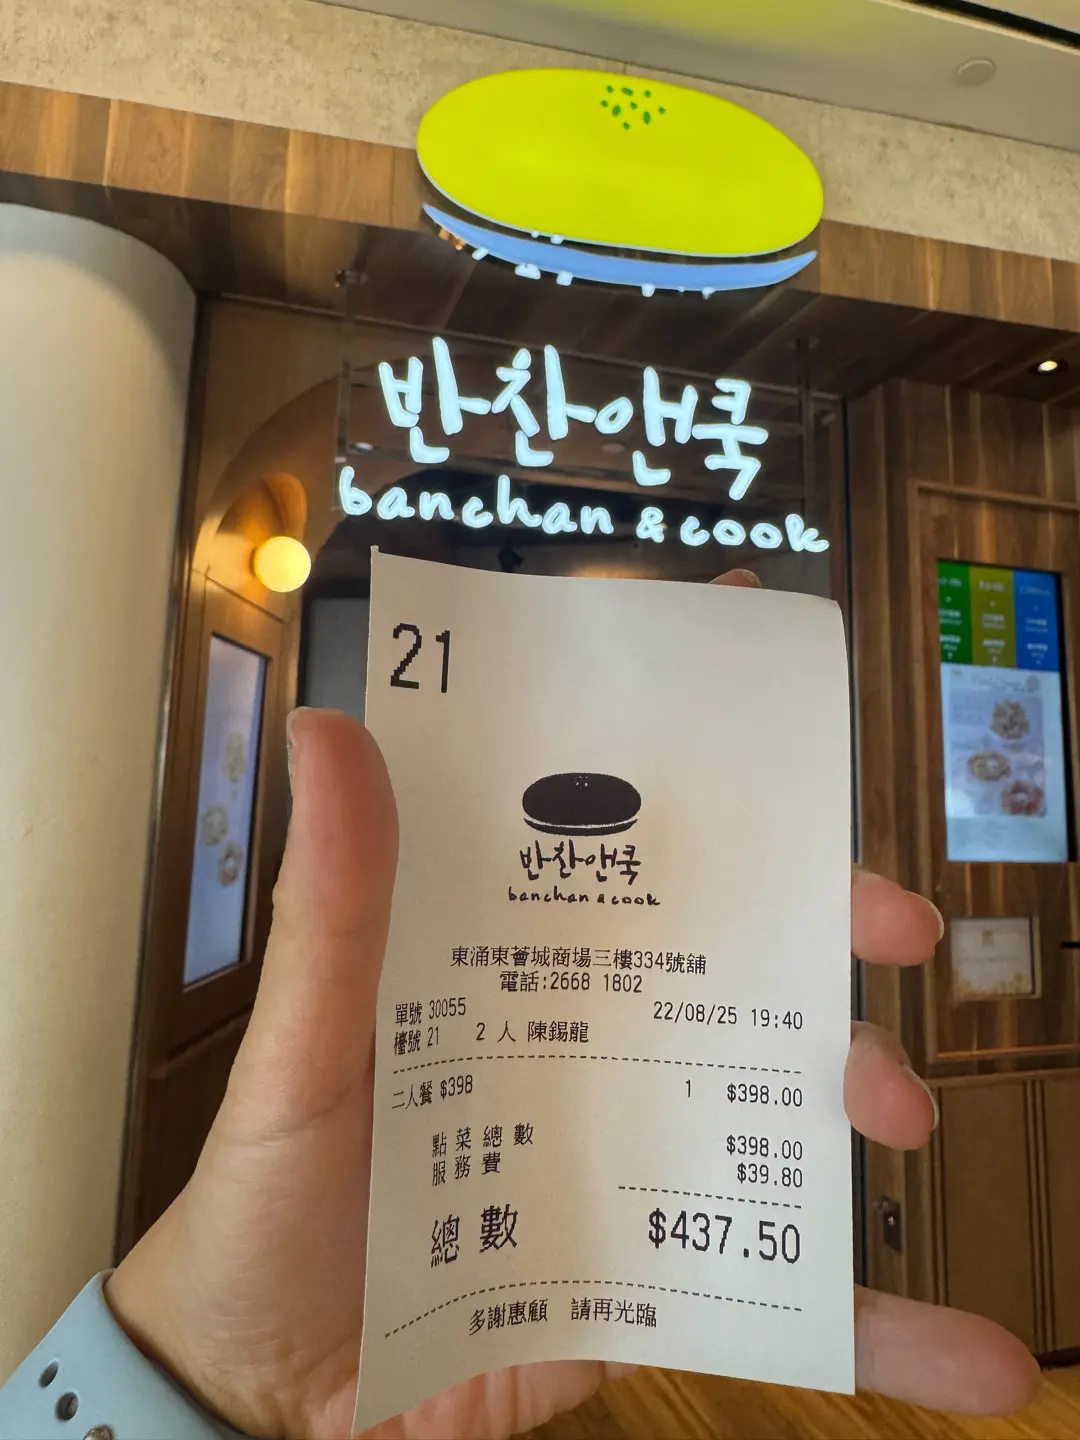 반찬앤쿡
banchan & cook
21
반찬앤쿡
banchan & cook
東涌東薈城商場三樓334號舖
電話:2668 1802
單號 30055 22/08/25 19:40
檯號 21 2 人 陳錫龍
二人餐 $398 1 $398.00
點菜總數 $398.00
服務費 $39.80
總數 $437.50
多謝惠顧 請再光臨